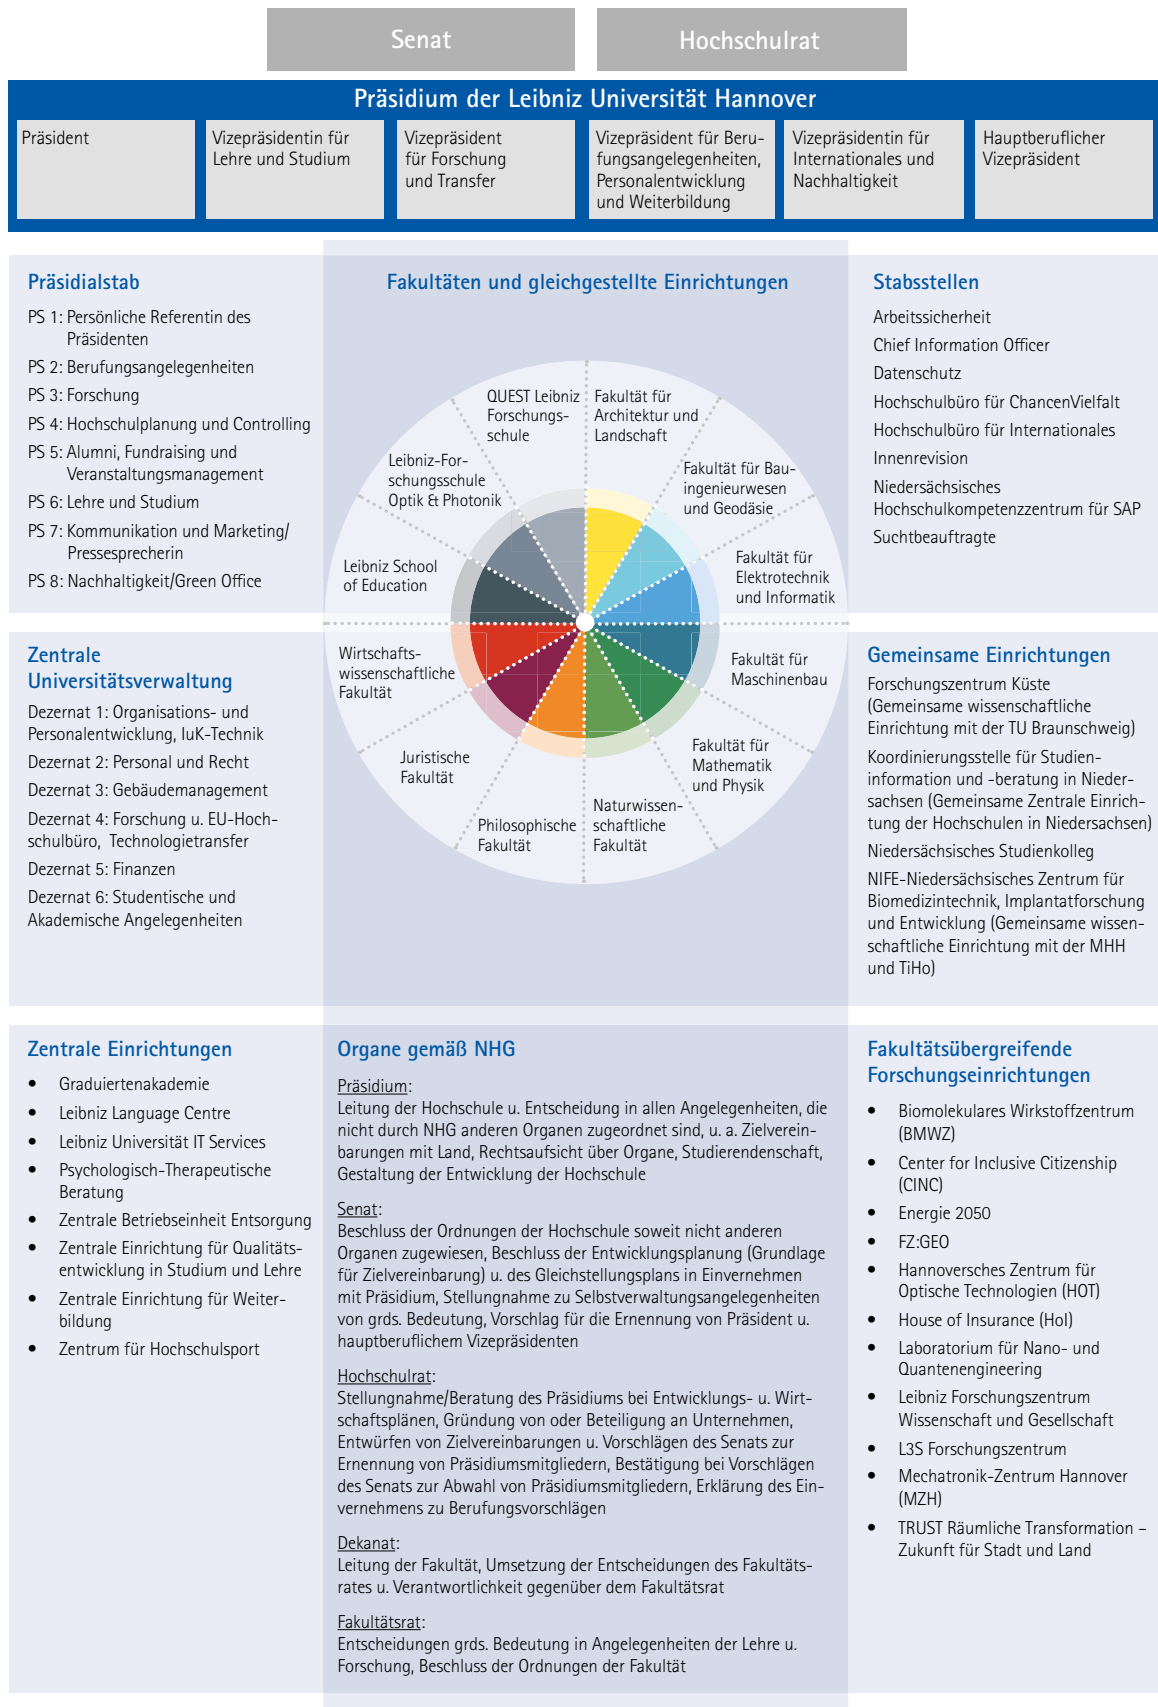 Senat
Hochschulrat
Präsidium der Leibniz Universität Hannover
Präsident
Vizepräsidentin für
Lehre und Studium
Vizepräsident
für Forschung
und Transfer
Vizepräsident für Beru-
fungsangelegenheiten,
Personalentwicklung
und Weiterbildung
Vizepräsidentin für
Internationales und
Nachhaltigkeit
Hauptberuflicher
Vizepräsident
Präsidialstab
PS 1: Persönliche Referentin des
Präsidenten
PS 2: Berufungsangelegenheiten
PS 3: Forschung
PS 4: Hochschulplanung und Controlling
PS 5: Alumni, Fundraising und
Veranstaltungsmanagement
PS 6: Lehre und Studium
PS 7: Kommunikation und Marketing/
Pressesprecherin
PS 8: Nachhaltigkeit/Green Office
Fakultäten und gleichgestellte Einrichtungen
QUEST Leibniz
Forschungs-
schule
Fakultät für
Architektur und
Landschaft
Leibniz-For-
schungsschule
Optik & Photonik
Fakultät für Bau-
ingenieurwesen
und Geodäsie
Leibniz School
of Education
Fakultät für
Elektrotechnik
und Informatik
Wirtschafts-
wissenschaftliche
Fakultät
Fakultät für
Maschinenbau
Juristische
Fakultät
Fakultät für
Mathematik
und Physik
Philosophische
Fakultät
Naturwissen-
schaftliche
Fakultät
Stabsstellen
Arbeitssicherheit
Chief Information Officer
Datenschutz
Hochschulbüro für ChancenVielfalt
Hochschulbüro für Internationales
Innenrevision
Niedersächsisches
Hochschulkompetenzzentrum für SAP
Suchtbeauftragte
Zentrale
Universitätsverwaltung
Dezernat 1: Organisations- und
Personalentwicklung, IuK-Technik
Dezernat 2: Personal und Recht
Dezernat 3: Gebäudemanagement
Dezernat 4: Forschung u. EU-Hoch-
schulbüro, Technologietransfer
Dezernat 5: Finanzen
Dezernat 6: Studentische und
Akademische Angelegenheiten
Gemeinsame Einrichtungen
Forschungszentrum Küste
(Gemeinsame wissenschaftliche
Einrichtung mit der TU Braunschweig)
Koordinierungsstelle für Studien-
information und -beratung in Nieder-
sachsen (Gemeinsame Zentrale Einrich-
tung der Hochschulen in Niedersachsen)
Niedersächsisches Studienkolleg
NIFE-Niedersächsisches Zentrum für
Biomedizintechnik, Implantatforschung
und Entwicklung (Gemeinsame wissen-
schaftliche Einrichtung mit der MHH
und TiHo)
Zentrale Einrichtungen
• Graduiertenakademie
• Leibniz Language Centre
• Leibniz Universität IT Services
• Psychologisch-Therapeutische
Beratung
• Zentrale Betriebseinheit Entsorgung
• Zentrale Einrichtung für Qualitäts-
entwicklung in Studium und Lehre
• Zentrale Einrichtung für Weiter-
bildung
• Zentrum für Hochschulsport
Organe gemäß NHG
Präsidium:
Leitung der Hochschule u. Entscheidung in allen Angelegenheiten, die
nicht durch NHG anderen Organen zugeordnet sind, u. a. Zielverein-
barungen mit Land, Rechtsaufsicht über Organe, Studierendenschaft,
Gestaltung der Entwicklung der Hochschule
Senat:
Beschluss der Ordnungen der Hochschule soweit nicht anderen
Organen zugewiesen, Beschluss der Entwicklungsplanung (Grundlage
für Zielvereinbarung) u. des Gleichstellungsplans in Einvernehmen
mit Präsidium, Stellungnahme zu Selbstverwaltungsangelegenheiten
von grds. Bedeutung, Vorschlag für die Ernennung von Präsident u.
hauptberuflichem Vizepräsidenten
Hochschulrat:
Stellungnahme/Beratung des Präsidiums bei Entwicklungs- u. Wirt-
schaftsplänen, Gründung von oder Beteiligung an Unternehmen,
Entwürfen von Zielvereinbarungen u. Vorschlägen des Senats zur
Ernennung von Präsidiumsmitgliedern, Bestätigung bei Vorschlägen
des Senats zur Abwahl von Präsidiumsmitgliedern, Erklärung des Ein-
vernehmens zu Berufungsvorschlägen
Dekanat:
Leitung der Fakultät, Umsetzung der Entscheidungen des Fakultäts-
rates u. Verantwortlichkeit gegenüber dem Fakultätsrat
Fakultätsrat:
Entscheidungen grds. Bedeutung in Angelegenheiten der Lehre u.
Forschung, Beschluss der Ordnungen der Fakultät
Fakultätsübergreifende
Forschungseinrichtungen
• Biomolekulares Wirkstoffzentrum
(BMWZ)
• Center for Inclusive Citizenship
(CINC)
• Energie 2050
• FZ:GEO
• Hannoversches Zentrum für
Optische Technologien (HOT)
• House of Insurance (HoI)
• Laboratorium für Nano- und
Quantenengineering
• Leibniz Forschungszentrum
Wissenschaft und Gesellschaft
• L3S Forschungszentrum
• Mechatronik-Zentrum Hannover
(MZH)
• TRUST Räumliche Transformation –
Zukunft für Stadt und Land